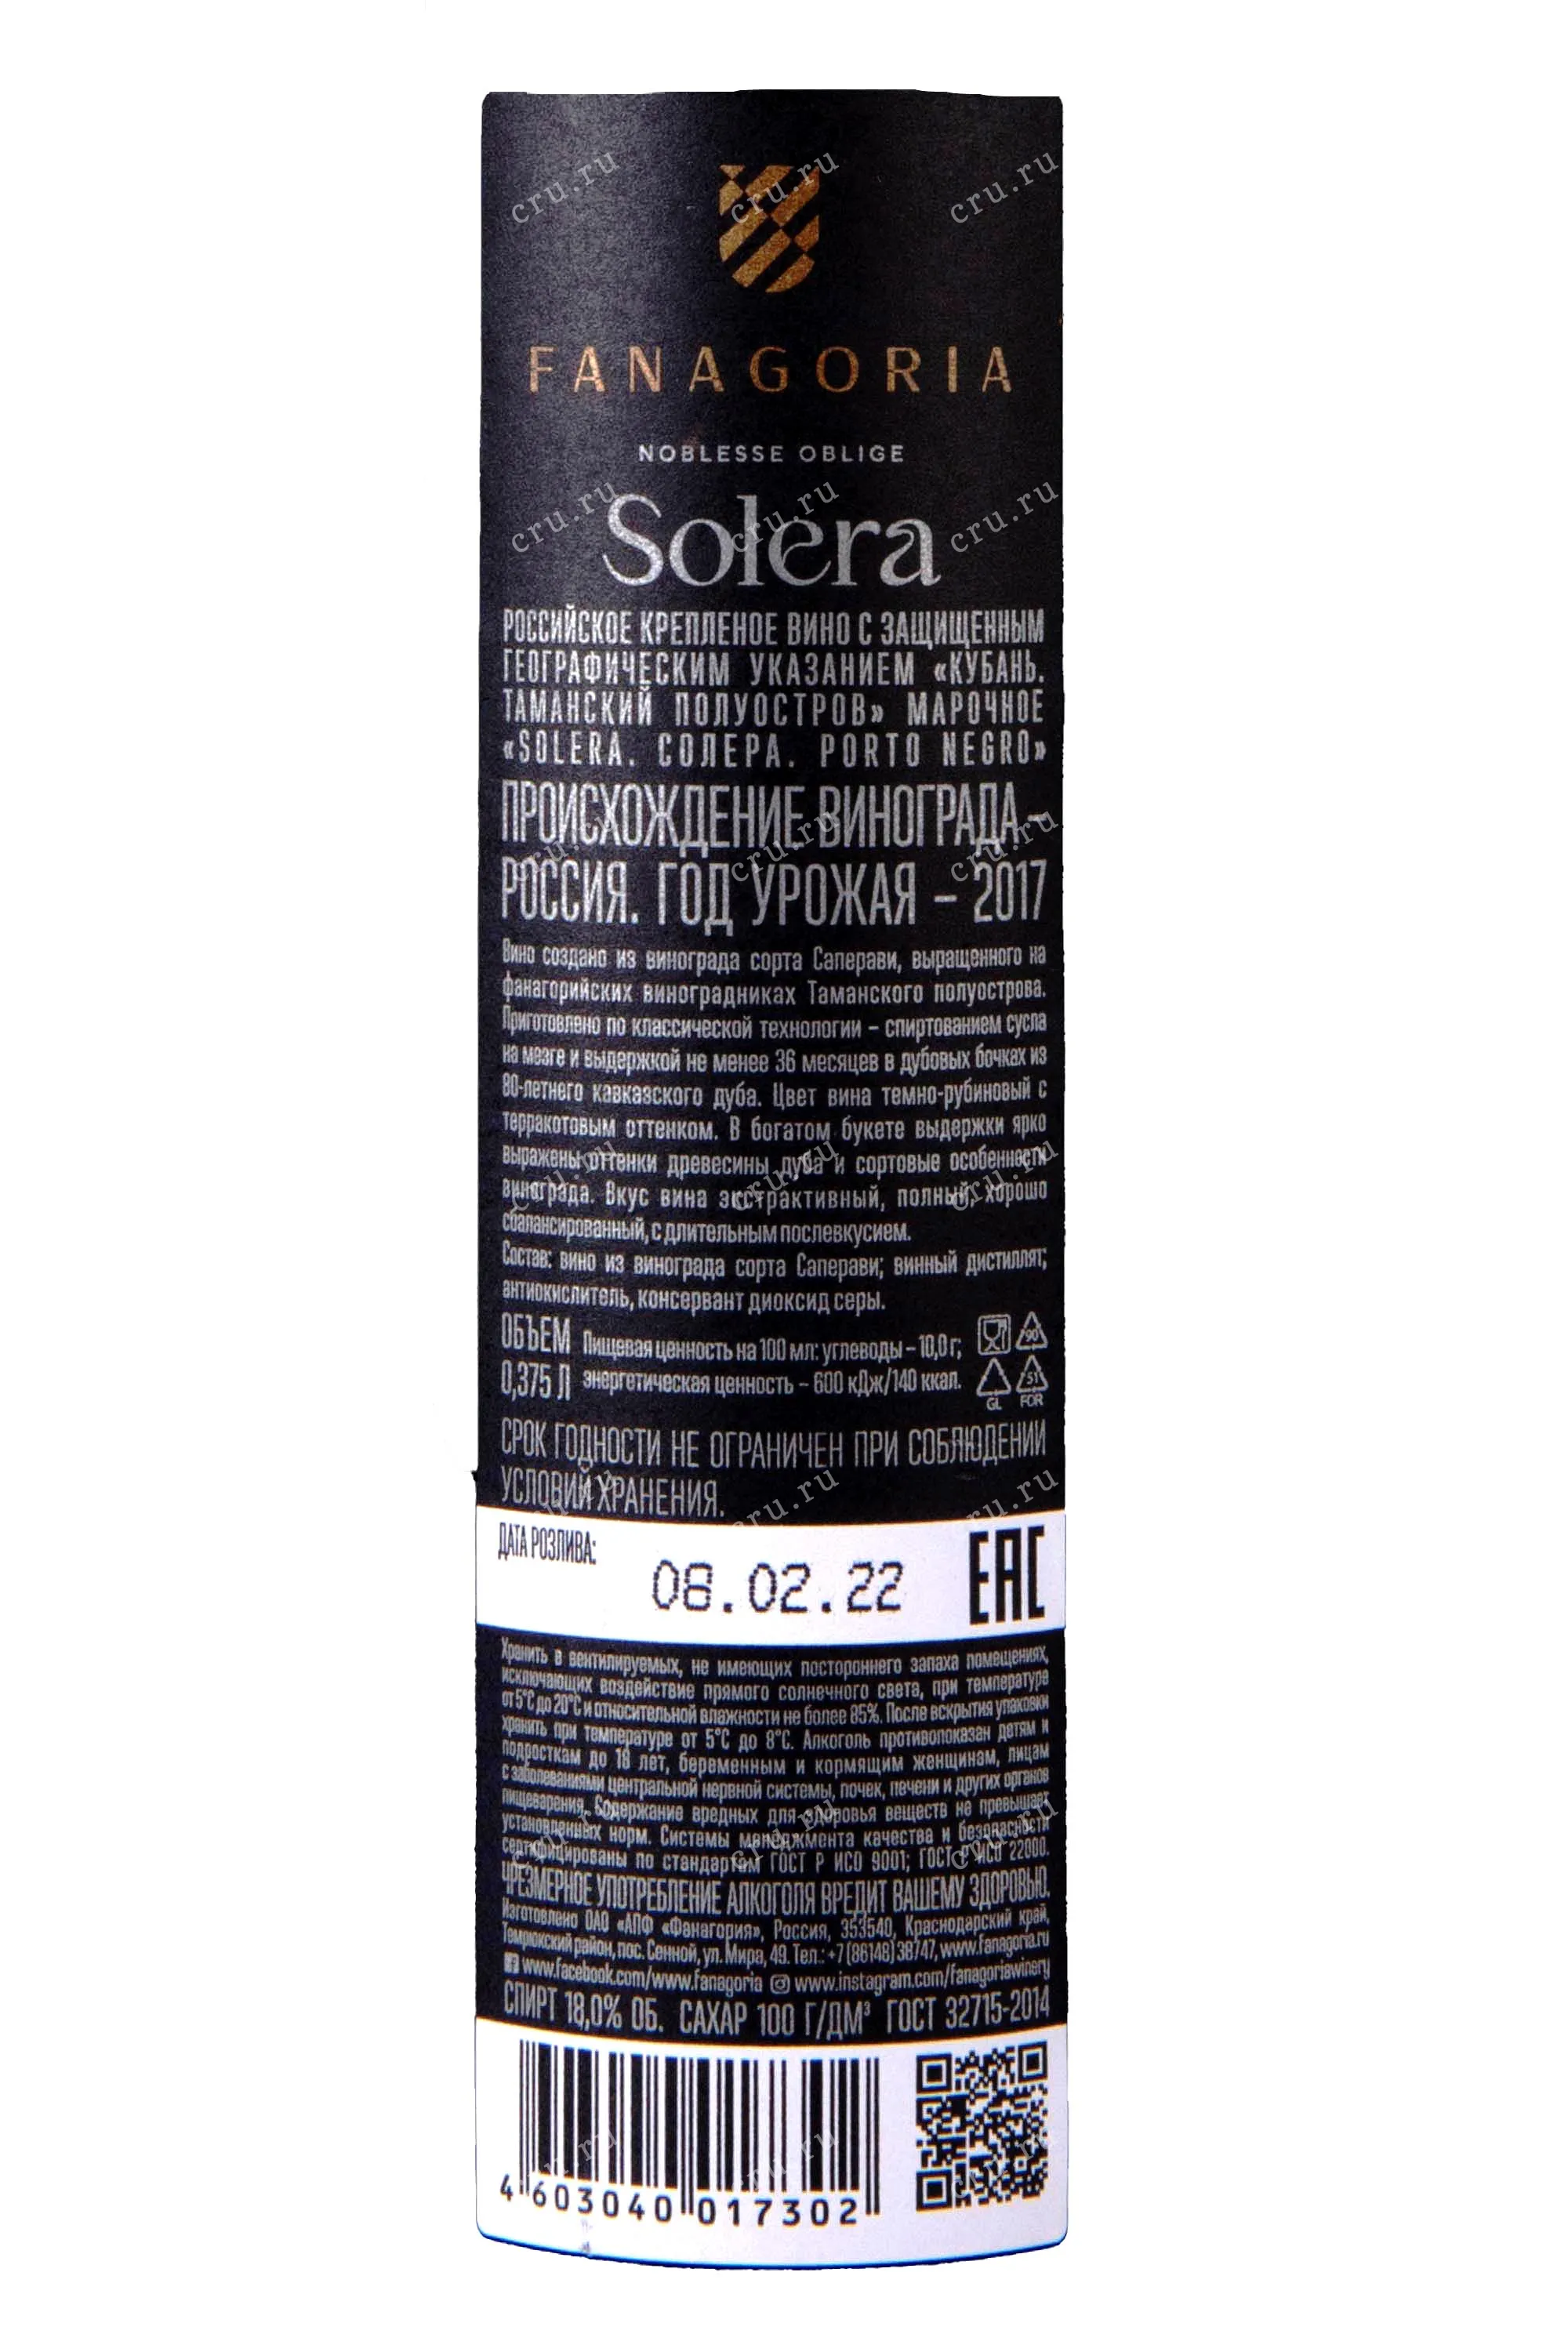 FANAGORIA
NOBLESSE OBLIGE
Solera
РОССИЙСКОЕ КРЕПЛЕНОЕ ВИНО С ЗАЩИЩЕННЫМ
ГЕОГРАФИЧЕСКИМ УКАЗАНИЕМ «КУБАНЬ.
ТАМАНСКИЙ ПОЛУОСТРОВ» МАРОЧНОЕ
«SOLERA. СОЛЕРА. PORTO NEGRO»
ПРОИСХОЖДЕНИЕ ВИНОГРАДА –
РОССИЯ. ГОД УРОЖАЯ – 2017
Вино создано из винограда сорта Саперави, выращенного на
фанагорийских виноградниках Таманского полуострова.
Приготовлено по классической технологии – спиртованием сусла
на мезге и выдержкой не менее 36 месяцев в дубовых бочках из
80-летнего кавказского дуба. Цвет вина темно-рубиновый с
терракотовым оттенком. В богатом букете выдержки ярко
выражены оттенки древесины дуба и сортовые особенности
винограда. Вкус вина экстрактивный, полный, хорошо
сбалансированный, с длительным послевкусием.
Состав: вино из винограда сорта Саперави; винный дистиллят;
антиокислитель, консервант диоксид серы.
ОБЪЕМ Пищевая ценность на 100 мл: углеводы – 10,0 г;
0,375 Л энергетическая ценность – 600 кДж/140 ккал.
90
51
GL FOR
СРОК ГОДНОСТИ НЕ ОГРАНИЧЕН ПРИ СОБЛЮДЕНИИ
УСЛОВИЙ ХРАНЕНИЯ.
ДАТА РОЗЛИВА:
08.02.22
EAC
Хранить в вентилируемых, не имеющих постороннего запаха помещениях,
исключающих воздействие прямого солнечного света, при температуре
от 5°С до 20°С и относительной влажности не более 85%. После вскрытия упаковки
хранить при температуре от 5°С до 8°С. Алкоголь противопоказан детям и
подросткам до 18 лет, беременным и кормящим женщинам, лицам
с заболеваниями центральной нервной системы, почек, печени и других органов
пищеварения. Содержание вредных для здоровья веществ не превышает
установленных норм. Системы менеджмента качества и безопасности
сертифицированы по стандартам ГОСТ Р ИСО 9001; ГОСТ Р ИСО 22000.
ЧРЕЗМЕРНОЕ УПОТРЕБЛЕНИЕ АЛКОГОЛЯ ВРЕДИТ ВАШЕМУ ЗДОРОВЬЮ.
Изготовлено ОАО «АПФ «Фанагория», Россия, 353540, Краснодарский край,
Темрюкский район, пос. Сенной, ул. Мира, 49. Тел.: +7 (86148) 38747, www.fanagoria.ru
www.facebook.com/www.fanagoria www.instagram.com/fanagoriawinery
СПИРТ 18,0% ОБ. САХАР 100 Г/ДМ³ ГОСТ 32715-2014
4 603040 017302
cru.ru